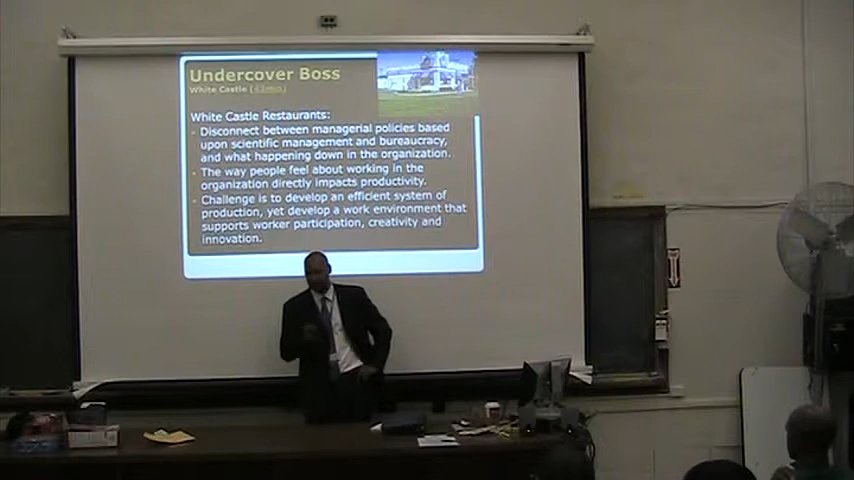 Undercover Boss
White Castle (43min)
White Castle Restaurants:
Disconnect between managerial policies based
upon scientific management and bureaucracy,
and what happening down in the organization.
The way people feel about working in the
organization directly impacts productivity.
Challenge is to develop an efficient system of
production, yet develop a work environment that
supports worker participation, creativity and
innovation.